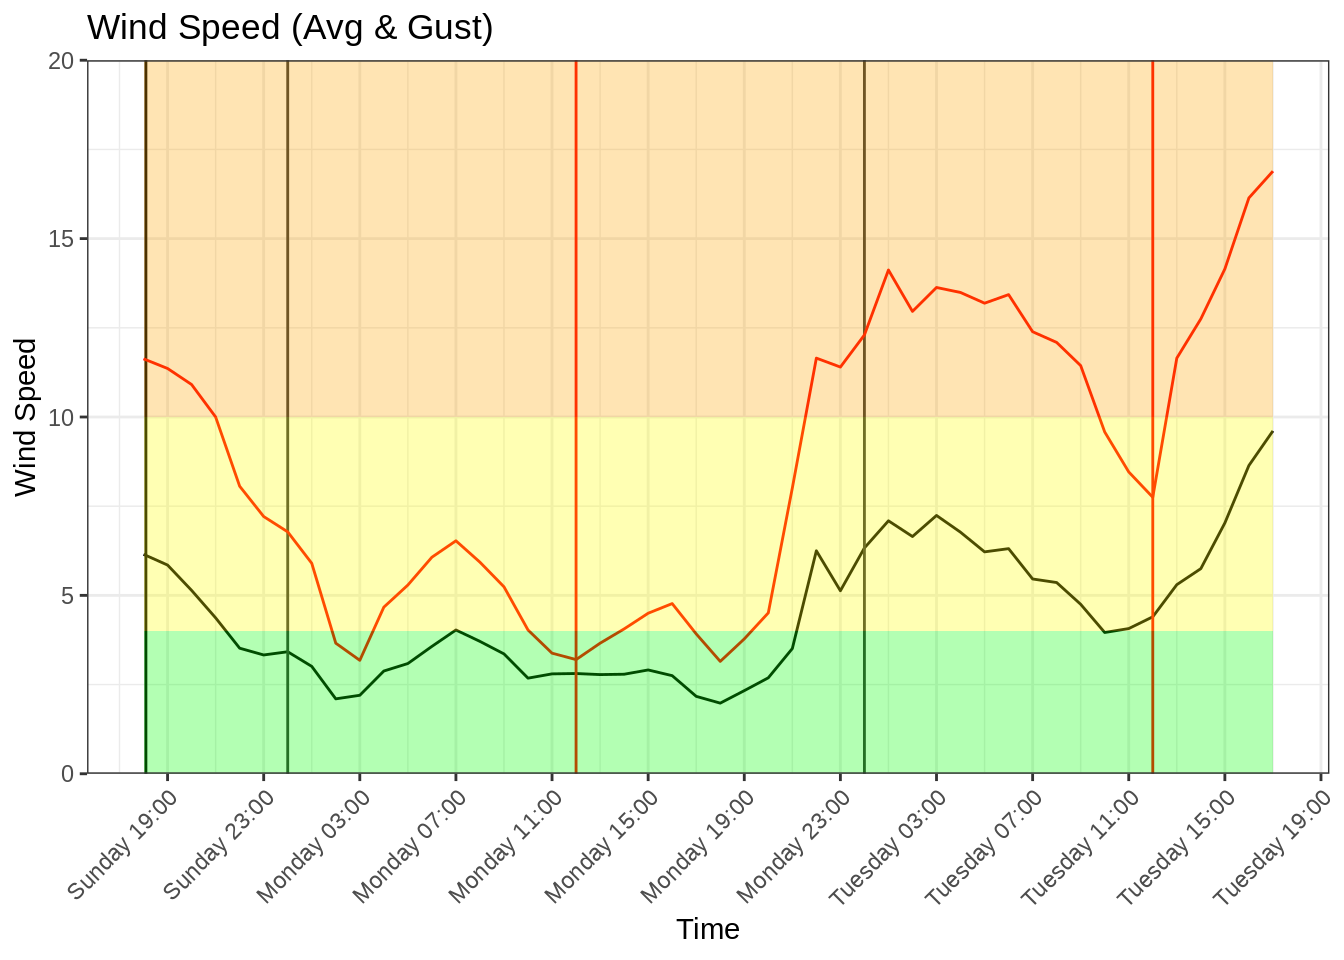 Wind Speed (Avg & Gust)
20
15
10
5
0
Wind Speed
Sunday 19:00
Sunday 23:00
Monday 03:00
Monday 07:00
Monday 11:00
Monday 15:00
Monday 19:00
Monday 23:00
Tuesday 03:00
Tuesday 07:00
Tuesday 11:00
Tuesday 15:00
Tuesday 19:00
Time